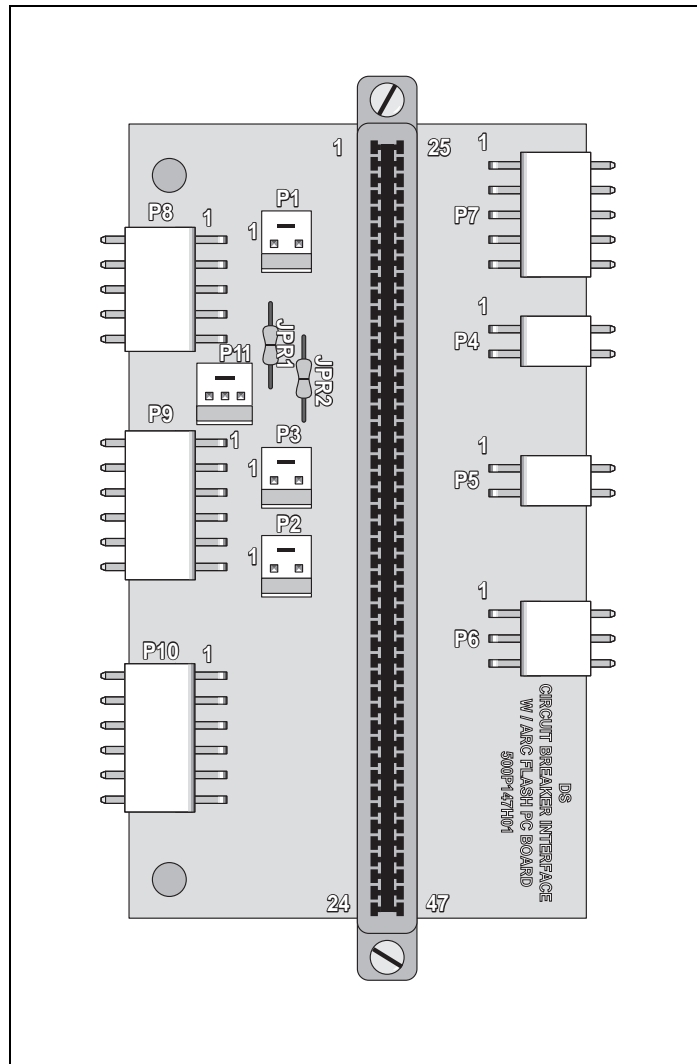 1
25
P1
1
P8
1
1
P7
JPR1
1
P4
P11
JPR2
P9
1
P3
1
1
P5
P2
1
1
P6
P10
1
DS
CIRCUIT BREAKER INTERFACE
W / ARC FLASH PC BOARD
500P147H01
24
47